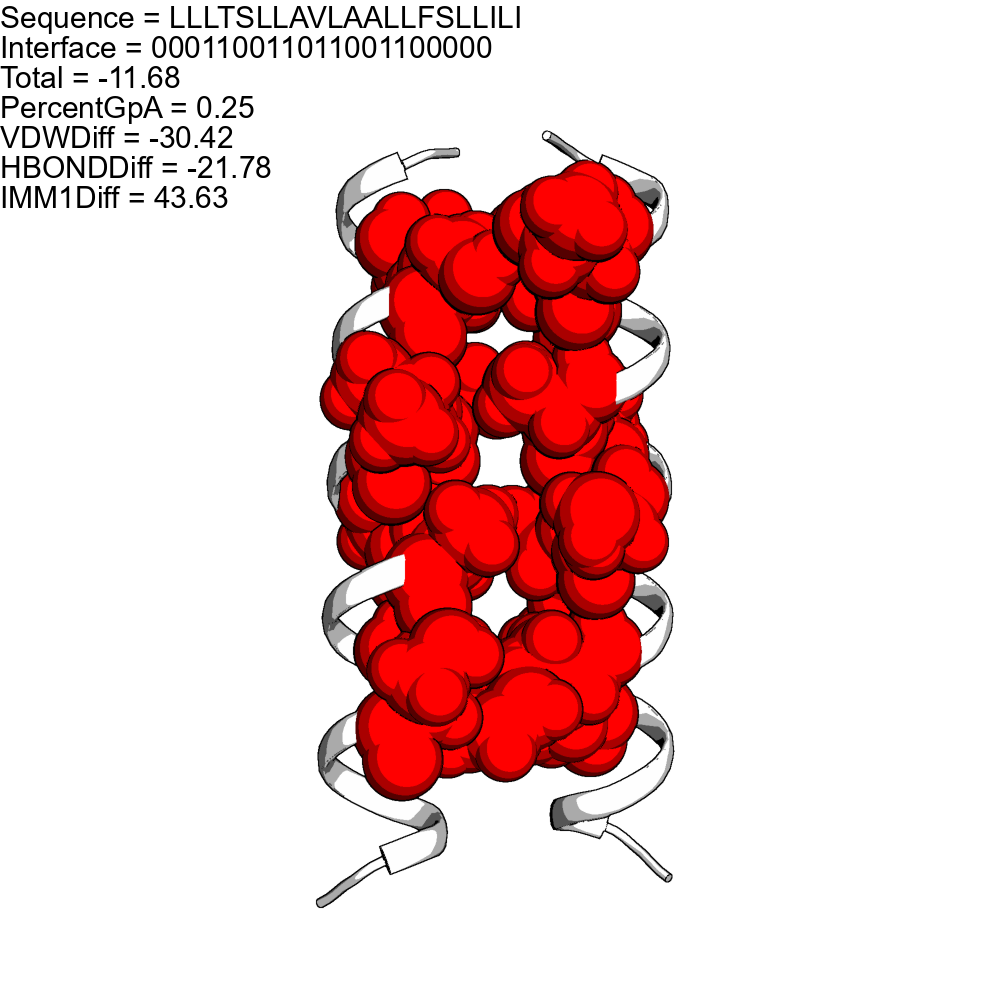 Sequence = LLLTSLLAVLAALLFSLLILI
Interface = 000110011011001100000
Total = -11.68
PercentGpA = 0.25
VDWDiff = -30.42
HBONDDiff = -21.78
IMM1Diff = 43.63